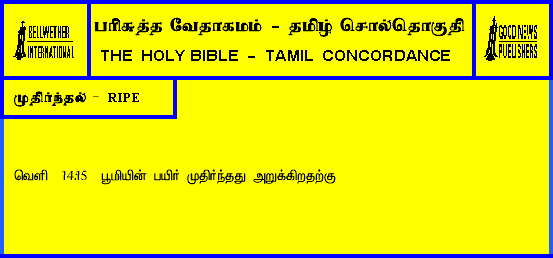 BELLWETHER
INTERNATIONAL
பரிசுத்த வேதாகமம் - தமிழ் சொல்தொகுதி
THE HOLY BIBLE - TAMIL CONCORDANCE
GOOD NEWS
PUBLISHERS
முதிர்ந்தல் - RIPE
வெளி 14:15 பூமியின் பயிர் முதிர்ந்தது அறுக்கிறதற்கு